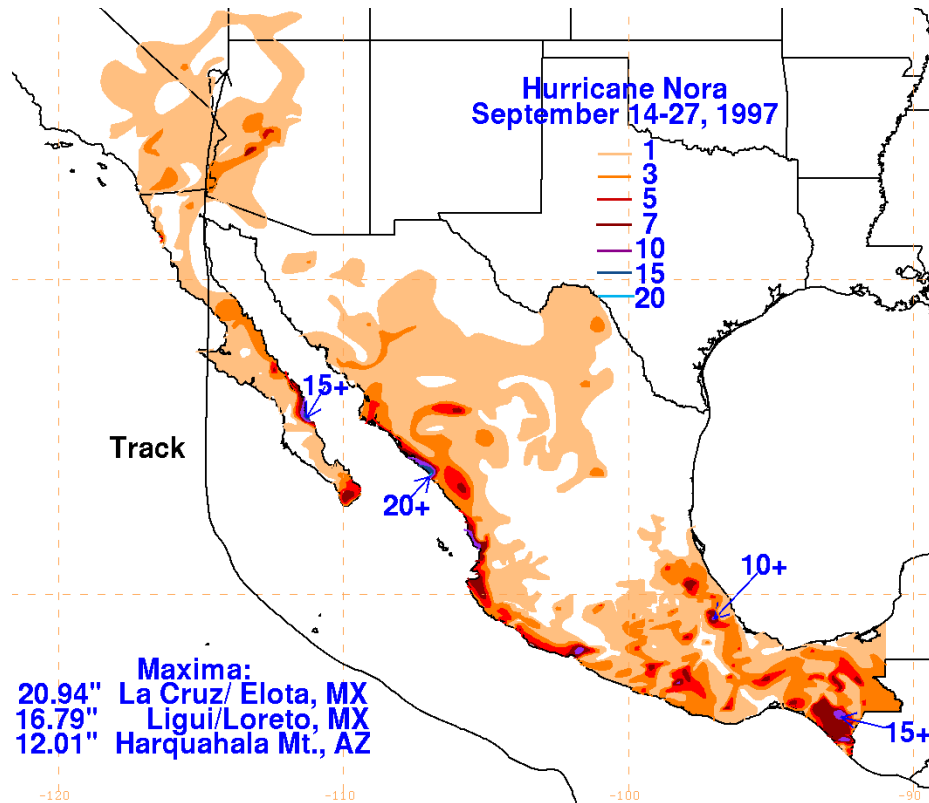 Hurricane Nora
September 14-27, 1997
1
3
5
7
10
15
20
15+
Track
20+
10+
15+
Maxima:
20.94" La Cruz/ Elota, MX
16.79" Ligui/Loreto, MX
12.01" Harquahala Mt., AZ
-120 -110 -100 -90